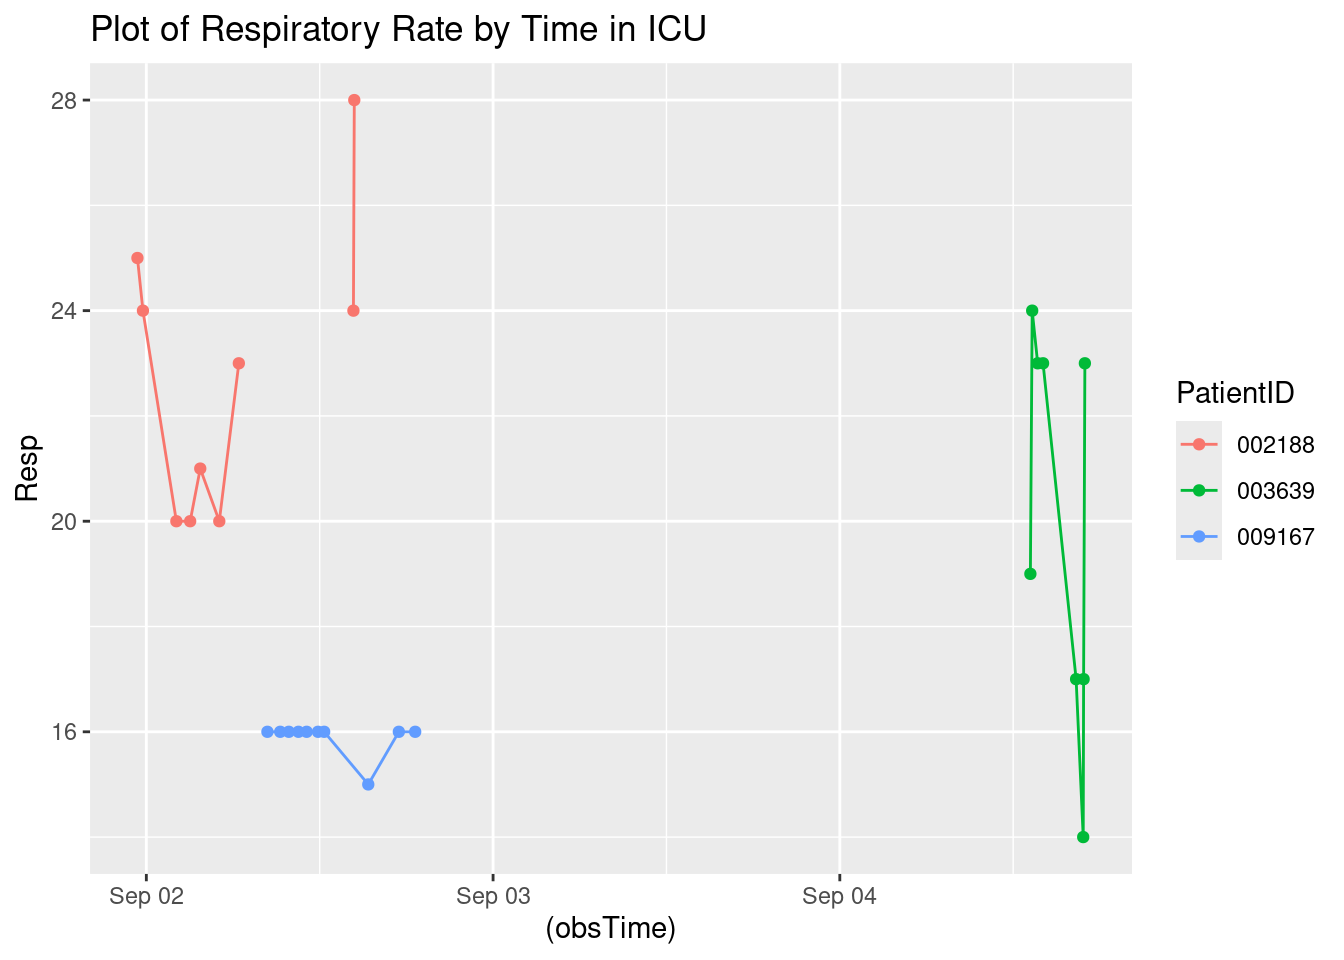 Plot of Respiratory Rate by Time in ICU
28
24
20
16
Resp
Sep 02
Sep 03
Sep 04
(obsTime)
PatientID
002188
003639
009167